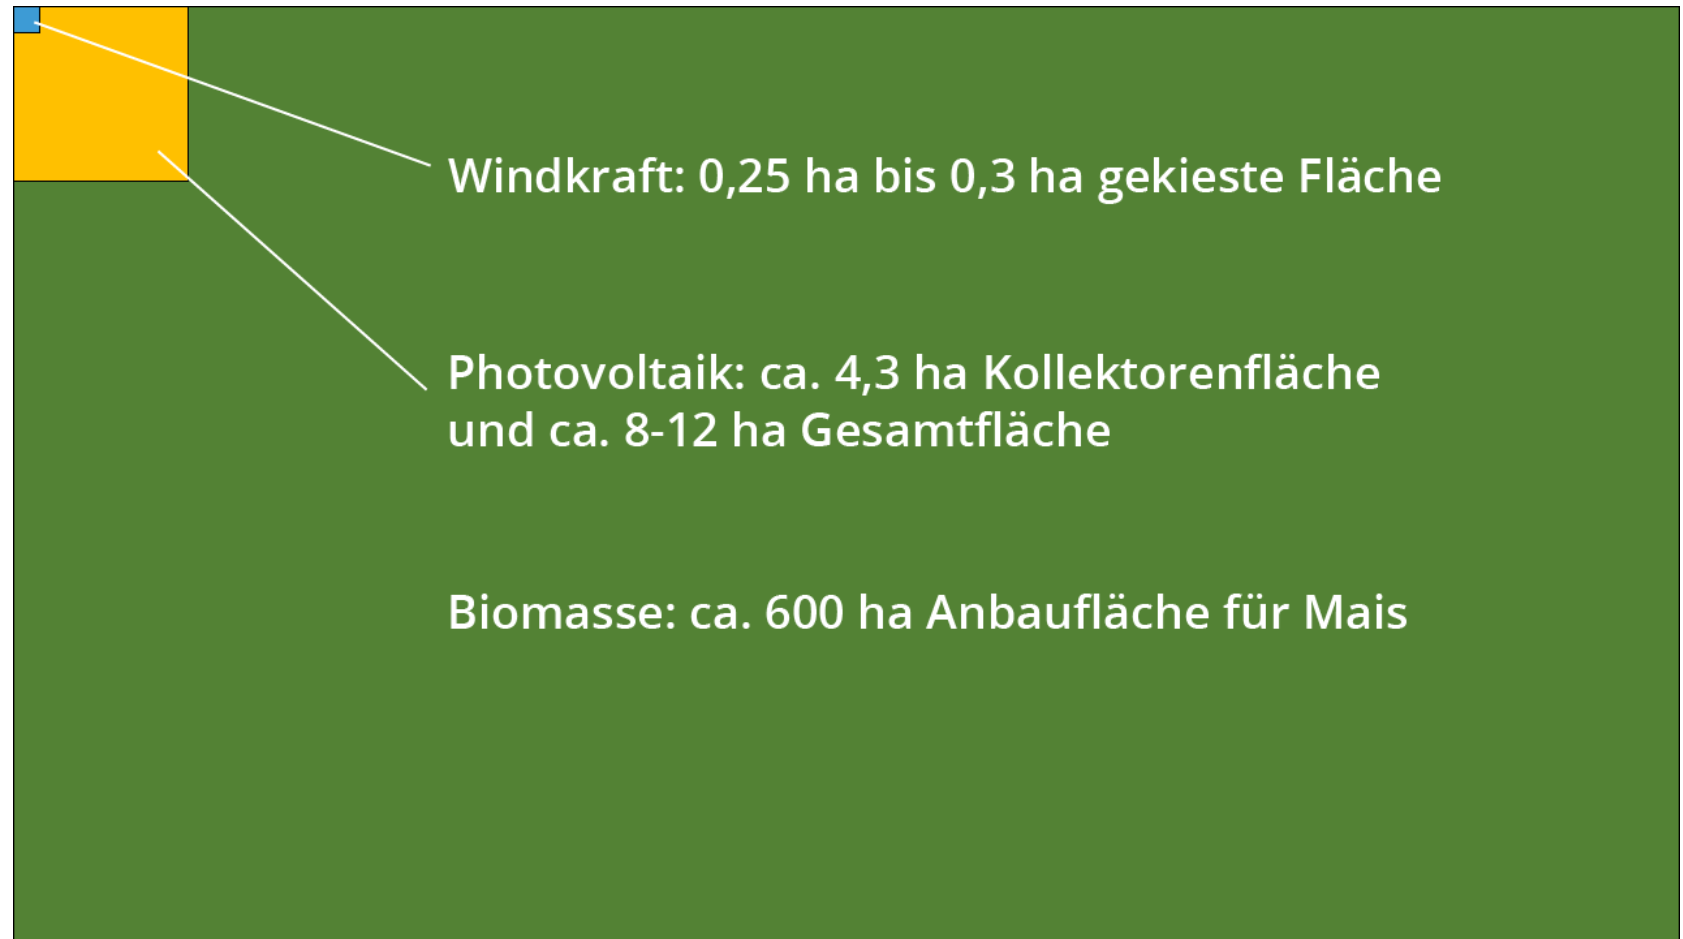 Windkraft: 0,25 ha bis 0,3 ha gekieste Fläche
Photovoltaik: ca. 4,3 ha Kollektorenfläche
und ca. 8-12 ha Gesamtfläche
Biomasse: ca. 600 ha Anbaufläche für Mais